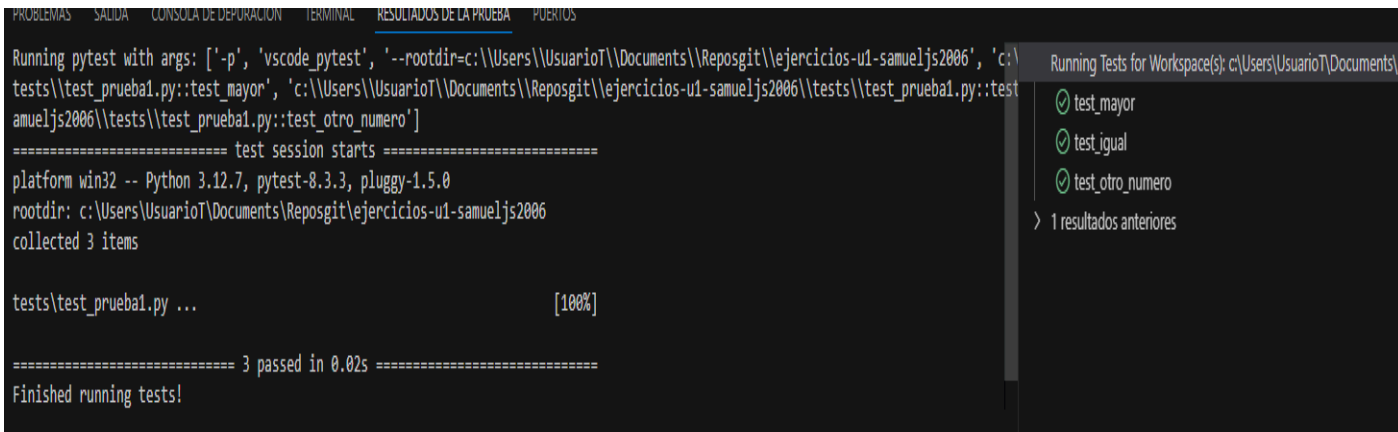 PROBLEMAS SALIDA CONSOLA DE DEPURACIÓN TERMINAL RESULTADOS DE LA PRUEBA PUERTOS
Running pytest with args: ['-p', 'vscode_pytest', '--rootdir=c:\\Users\\UsuarioT\\Documents\\Reposgit\\ejercicios-u1-samueljs2006', 'c:\
tests\\test_prueba1.py::test_mayor', 'c:\\Users\\UsuarioT\\Documents\\Reposgit\\ejercicios-u1-samueljs2006\\tests\\test_prueba1.py::test
amueljs2006\\tests\\test_prueba1.py::test_otro_numero']
============================= test session starts =============================
platform win32 -- Python 3.12.7, pytest-8.3.3, pluggy-1.5.0
rootdir: c:\Users\UsuarioT\Documents\Reposgit\ejercicios-u1-samueljs2006
collected 3 items
tests\test_prueba1.py ... [100%]
============================== 3 passed in 0.02s ==============================
Finished running tests!
Running Tests for Workspace(s): c:\Users\UsuarioT\Documents\
test_mayor
test_igual
test_otro_numero
1 resultados anteriores